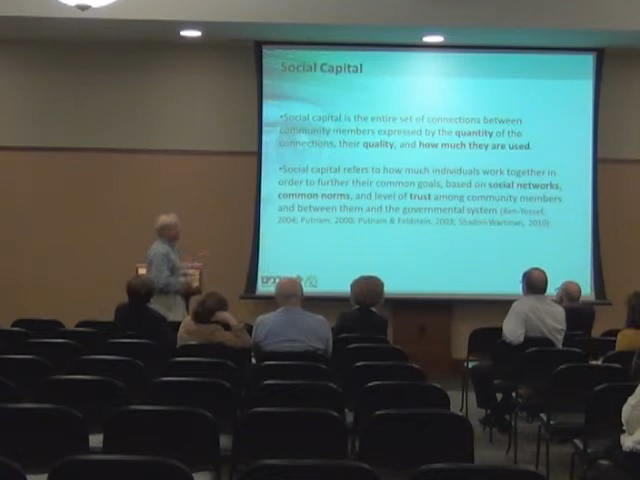 Social Capital
•Social capital is the entire set of connections between
community members expressed by the quantity of the
connections, their quality, and how much they are used.
•Social capital refers to how much individuals work together in
order to further their common goals, based on social networks,
common norms, and level of trust among community members
and between them and the governmental system (Ben-Yossef,
2004; Putnam, 2000; Putnam & Feldstein, 2003; Shadmi-Wortman, 2010)